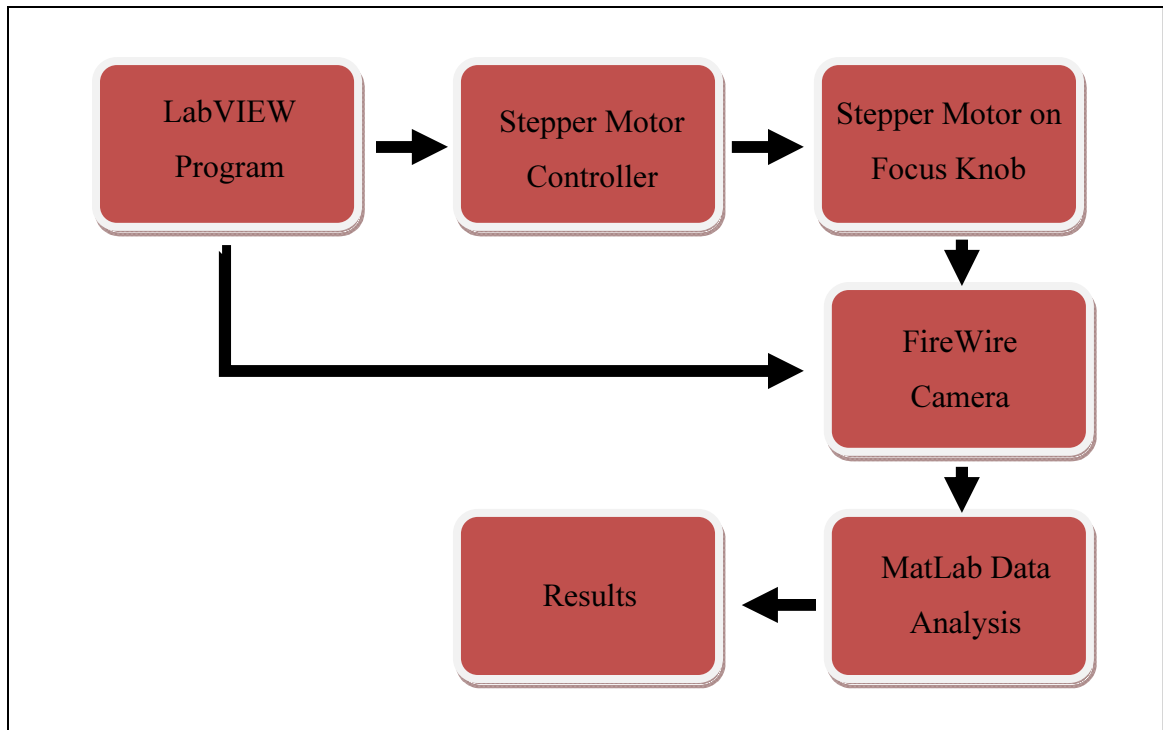 LabVIEW
Program
Stepper Motor
Controller
Stepper Motor on
Focus Knob
FireWire
Camera
MatLab Data
Analysis
Results